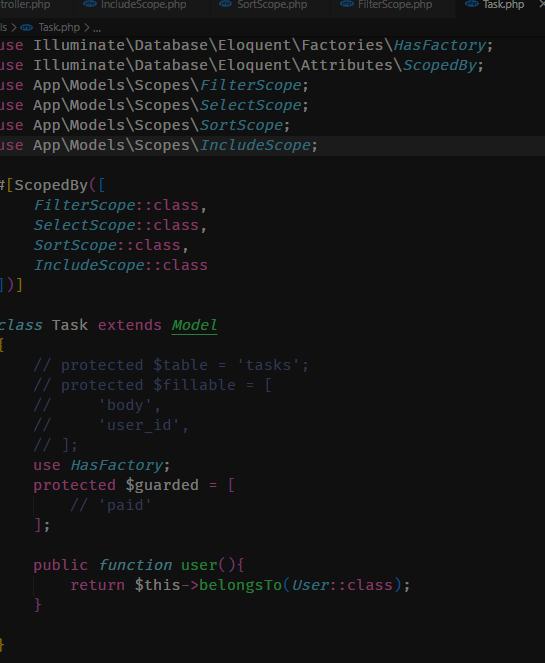 troller.php IncludeScope.php SortScope.php FilterScope.php Task.php
ls > Task.php > ...
use Illuminate\Database\Eloquent\Factories\HasFactory;
use Illuminate\Database\Eloquent\Attributes\ScopedBy;
use App\Models\Scopes\FilterScope;
use App\Models\Scopes\SelectScope;
use App\Models\Scopes\SortScope;
use App\Models\Scopes\IncludeScope;
#[ScopedBy([
FilterScope::class,
SelectScope::class,
SortScope::class,
IncludeScope::class
])]
class Task extends Model
{
// protected $table = 'tasks';
// protected $fillable = [
// 'body',
// 'user_id',
// ];
use HasFactory;
protected $guarded = [
// 'paid'
];
public function user(){
return $this->belongsTo(User::class);
}
}